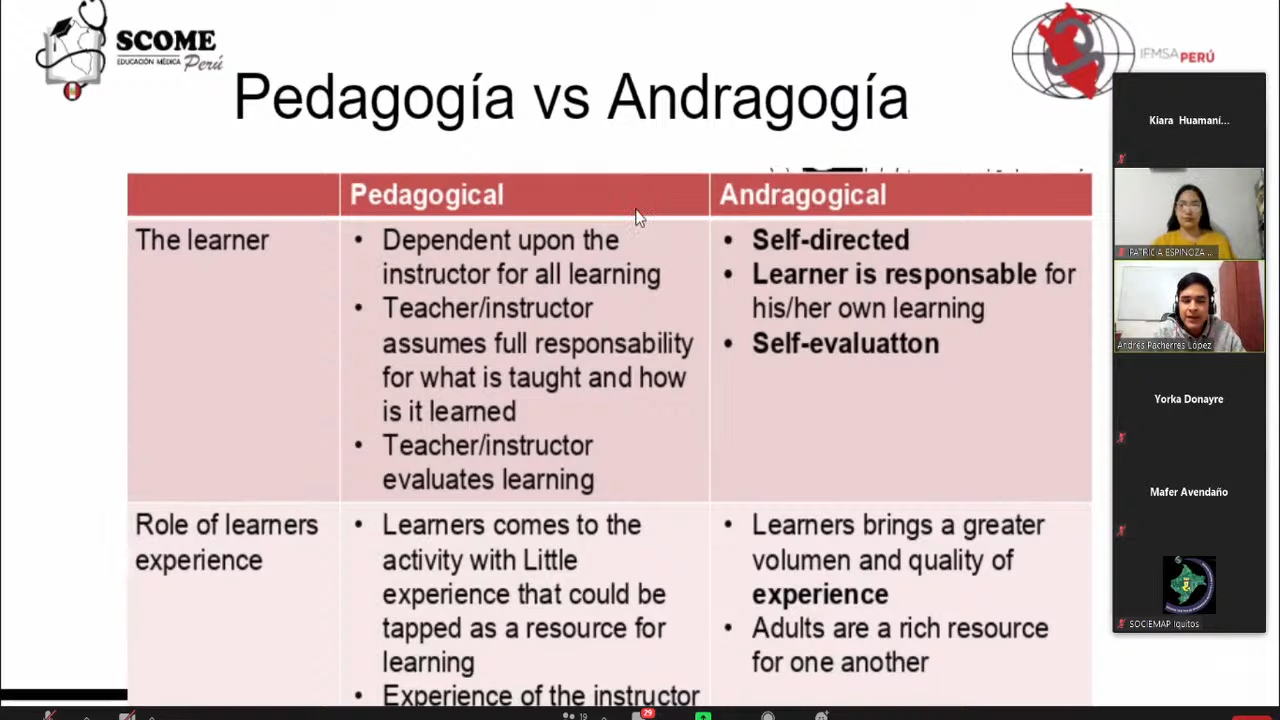 SCOME
EDUCACIÓN MÉDICA
Perú
IFMSA PERÚ
Pedagogía vs Andragogía
Pedagogical
Andragogical
The learner
• Dependent upon the
instructor for all learning
• Teacher/instructor
assumes full responsability
for what is taught and how
is it learned
• Teacher/instructor
evaluates learning
• Self-directed
• Learner is responsable for
his/her own learning
• Self-evaluatton
Role of learners
experience
• Learners comes to the
activity with Little
experience that could be
tapped as a resource for
learning
• Experience of the instructor
• Learners brings a greater
volumen and quality of
experience
• Adults are a rich resource
for one another
Kiara Huamaní...
PATRICIA ESPINOZA ...
Andrés Pacherres López
Yorka Donayre
Mafer Avendaño
SOCIEMAP Iquitos
19
29